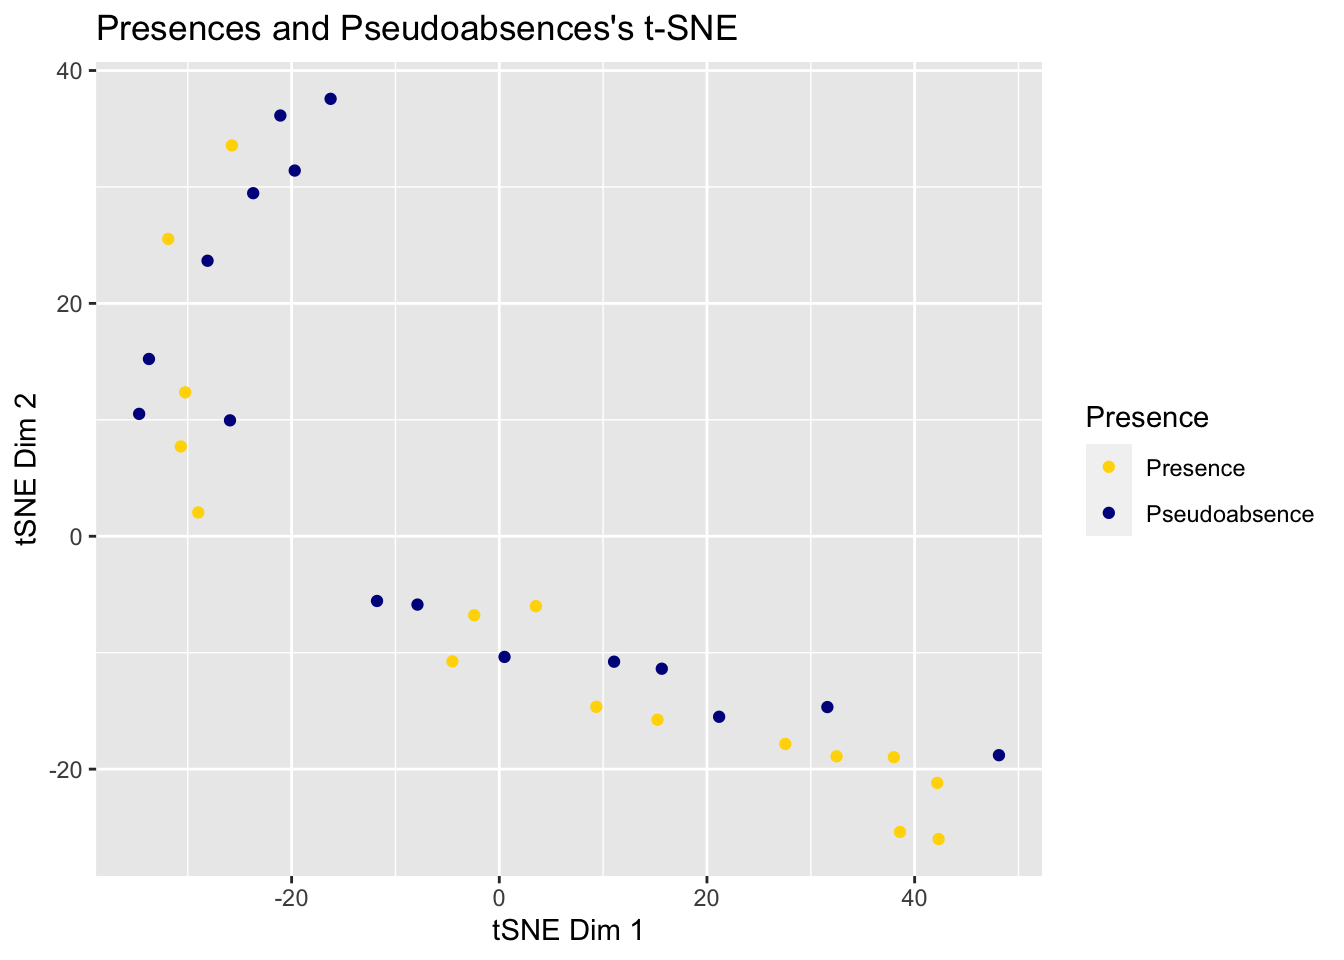 Presences and Pseudoabsences's t-SNE
40
20
0
-20
tSNE Dim 2
-20
0
20
40
tSNE Dim 1
Presence
Presence
Pseudoabsence